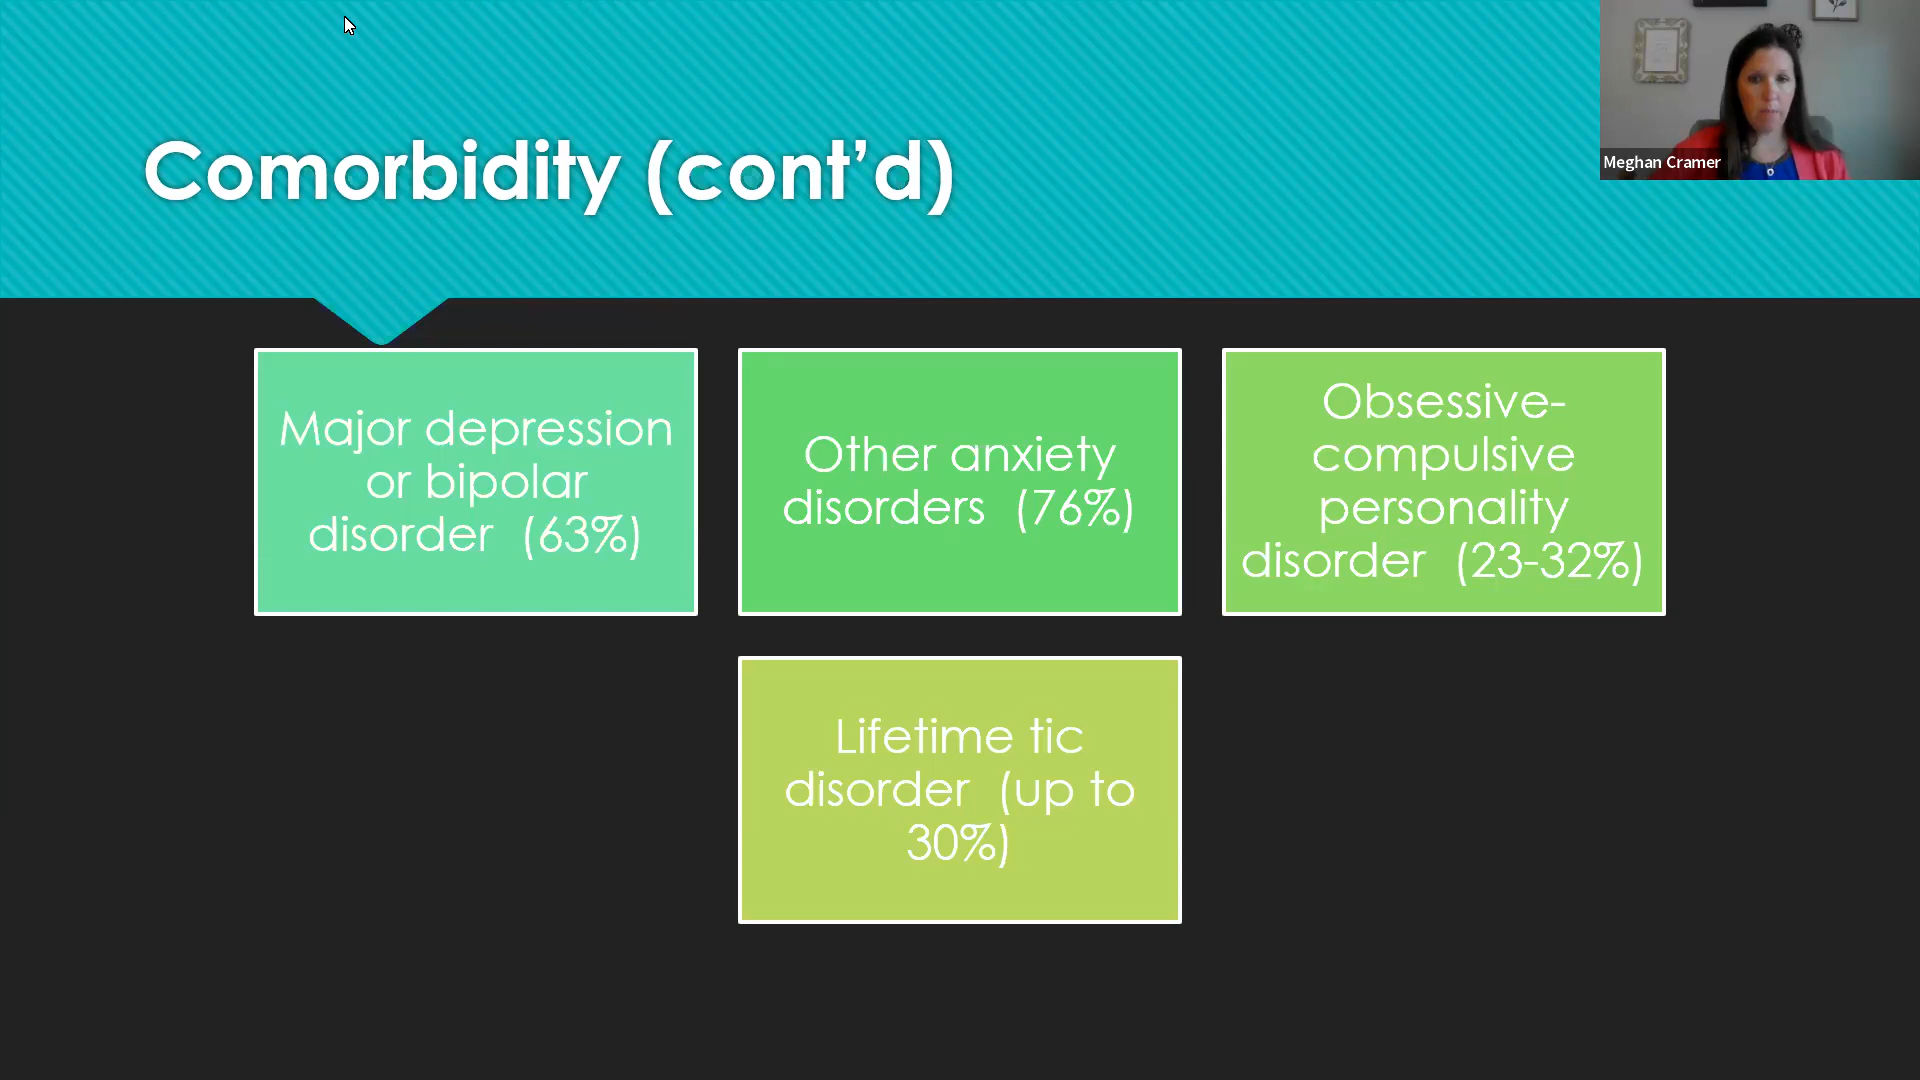 Comorbidity (cont’d)
Meghan Cramer
Major depression
or bipolar
disorder (63%)
Other anxiety
disorders (76%)
Obsessive-
compulsive
personality
disorder (23-32%)
Lifetime tic
disorder (up to
30%)